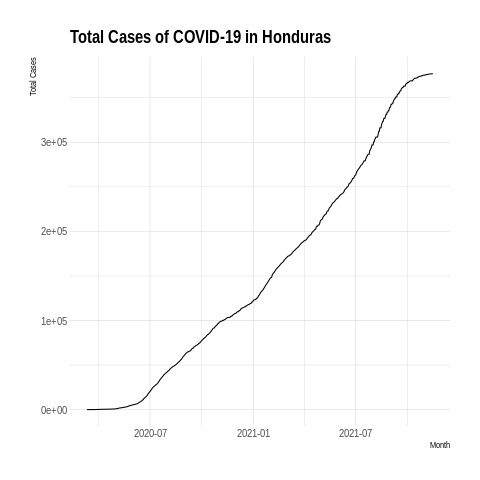 Total Cases of COVID-19 in Honduras
Total Cases
3e+05
2e+05
1e+05
0e+00
2020-07 2021-01 2021-07
Month